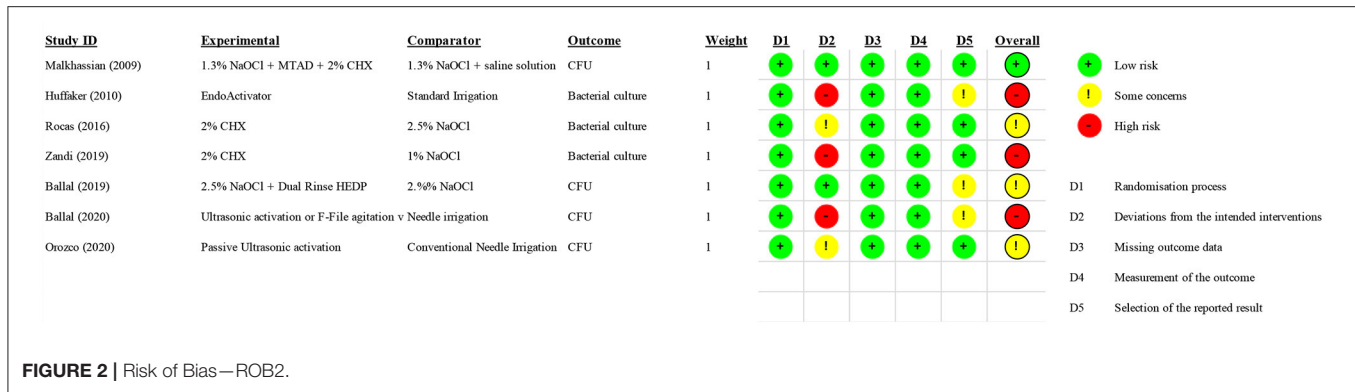 Study ID Experimental Comparator Outcome Weight D1 D2 D3 D4 D5 Overall
Malkhassian (2009) 1.3% NaOCl + MTAD + 2% CHX 1.3% NaOCl + saline solution CFU 1 + + + + + + + Low risk
Huffaker (2010) EndoActivator Standard Irrigation Bacterial culture 1 + - + + ! - ! Some concerns
Rocas (2016) 2% CHX 2.5% NaOCl Bacterial culture 1 + ! + + + ! - High risk
Zandi (2019) 2% CHX 1% NaOCl Bacterial culture 1 + - + + + -
Ballal (2019) 2.5% NaOCl + Dual Rinse HEDP 2.%% NaOCl CFU 1 + + + + ! ! D1 Randomisation process
Ballal (2020) Ultrasonic activation or F-File agitation v Needle irrigation CFU 1 + - + + ! - D2 Deviations from the intended interventions
Orozco (2020) Passive Ultrasonic activation Conventional Needle Irrigation CFU 1 + ! + + + ! D3 Missing outcome data
D4 Measurement of the outcome
D5 Selection of the reported result
FIGURE 2 | Risk of Bias—ROB2.